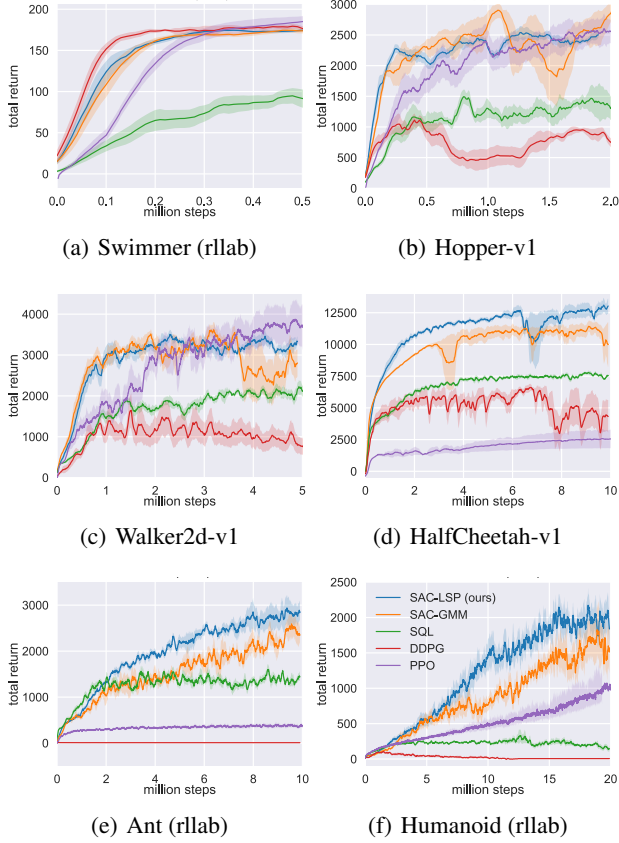 200
150
100
50
0
total return
0.0 0.1 0.2 0.3 0.4 0.5
million steps
(a) Swimmer (rllab)
3000
2500
2000
1500
1000
500
0
total return
0.0 0.5 1.0 1.5 2.0
million steps
(b) Hopper-v1
4000
3000
2000
1000
0
total return
0 1 2 3 4 5
million steps
(c) Walker2d-v1
12500
10000
7500
5000
2500
0
total return
0 2 4 6 8 10
million steps
(d) HalfCheetah-v1
3000
2000
1000
0
total return
0 2 4 6 8 10
million steps
(e) Ant (rllab)
2500
2000
1500
1000
500
0
total return
SAC-LSP (ours)
SAC-GMM
SQL
DDPG
PPO
0 5 10 15 20
million steps
(f) Humanoid (rllab)